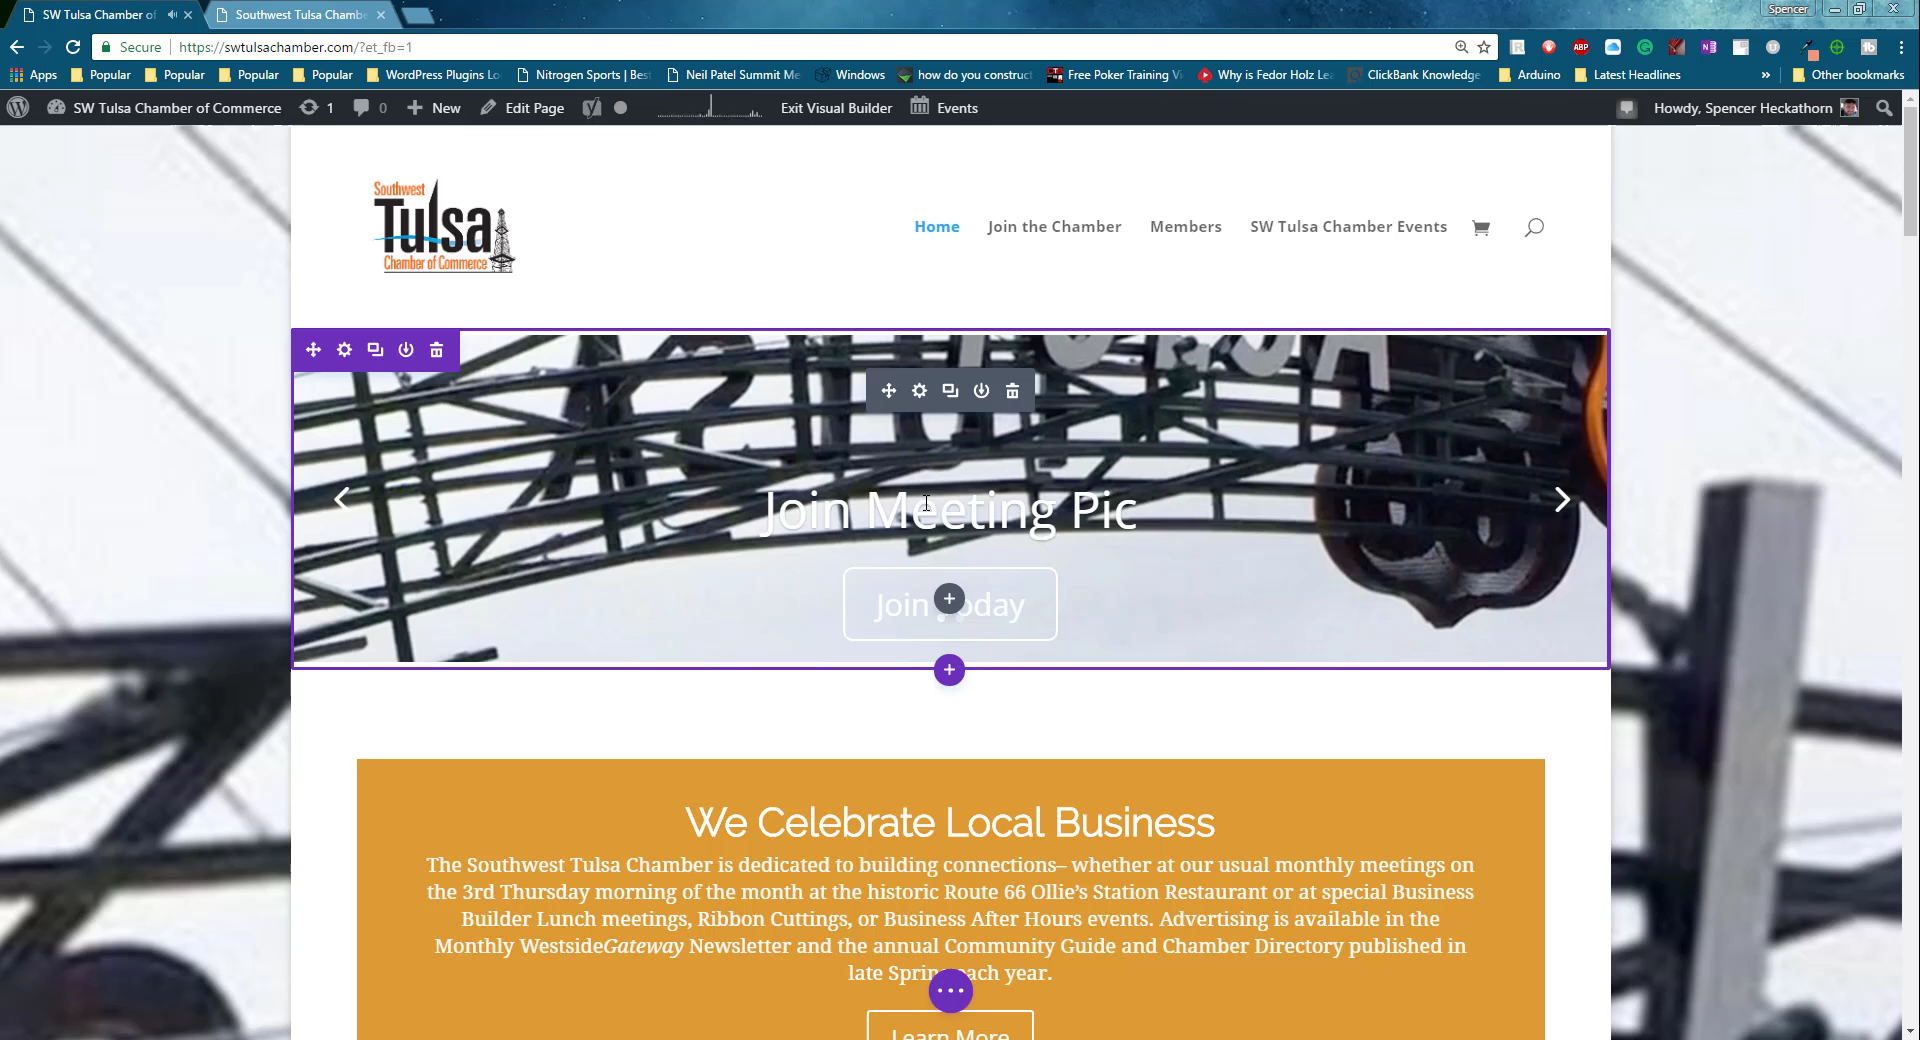 SW Tulsa Chamber of
Southwest Tulsa Chambe
Spencer
Secure
https://swtulsachamber.com/?et_fb=1
ABP
Apps
Popular
Popular
Popular
Popular
WordPress Plugins Lo
Nitrogen Sports | Bes
Neil Patel Summit Me
Windows
how do you construct
Free Poker Training Vi
Why is Fedor Holz Lea
ClickBank Knowledge
Arduino
Latest Headlines
»
Other bookmarks
SW Tulsa Chamber of Commerce
1
0
New
Edit Page
Exit Visual Builder
Events
Howdy, Spencer Heckathorn
Southwest
Tulsa
Chamber of Commerce
Home
Join the Chamber
Members
SW Tulsa Chamber Events
TULSA
Join Meeting Pic
Join Today
We Celebrate Local Business
The Southwest Tulsa Chamber is dedicated to building connections– whether at our usual monthly meetings on
the 3rd Thursday morning of the month at the historic Route 66 Ollie’s Station Restaurant or at special Business
Builder Lunch meetings, Ribbon Cuttings, or Business After Hours events. Advertising is available in the
Monthly WestsideGateway Newsletter and the annual Community Guide and Chamber Directory published in
late Spring each year.
Learn More